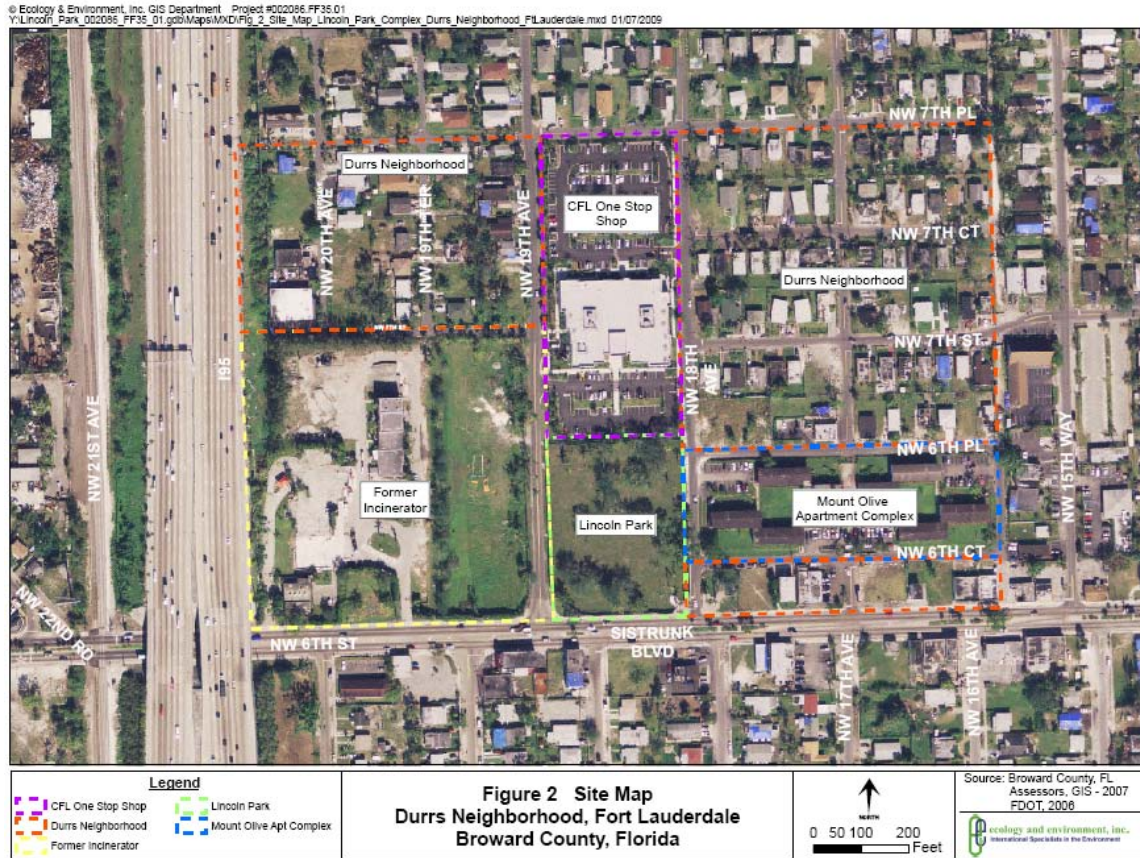 © Ecology & Environment, Inc. GIS Department Project #002086.FF35.01
Y:\Lincoln_Park_002086_FF35_01.gdb\Maps\MXD\Fig_2_Site_Map_Lincoln_Park_Complex_Durrs_Neighborhood_FtLauderdale.mxd 01/07/2009
NW 7TH PL
Durrs Neighborhood
CFL One Stop
Shop
NW 20TH AVE
NW 19TH TER
NW 19TH AVE
NW 7TH CT
Durrs Neighborhood
NW 7TH ST
NW 7TH ST
I95
NW 18TH
AVE
NW 21ST AVE
NW 6TH PL
NW 15TH WAY
Former
Incinerator
Lincoln Park
Mount Olive
Apartment Complex
NW 6TH CT
NW 22ND RD
NW 6TH ST
SISTRUNK
BLVD
NW 17TH AVE
NW 16TH AVE
Legend
CFL One Stop Shop
Lincoln Park
Durrs Neighborhood
Mount Olive Apt Complex
Former Incinerator
Figure 2 Site Map
Durrs Neighborhood, Fort Lauderdale
Broward County, Florida
NORTH
0 50 100 200
Feet
Source: Broward County, FL
Assessors, GIS - 2007
FDOT, 2006
ecology and environment, inc.
International Specialists in the Environment